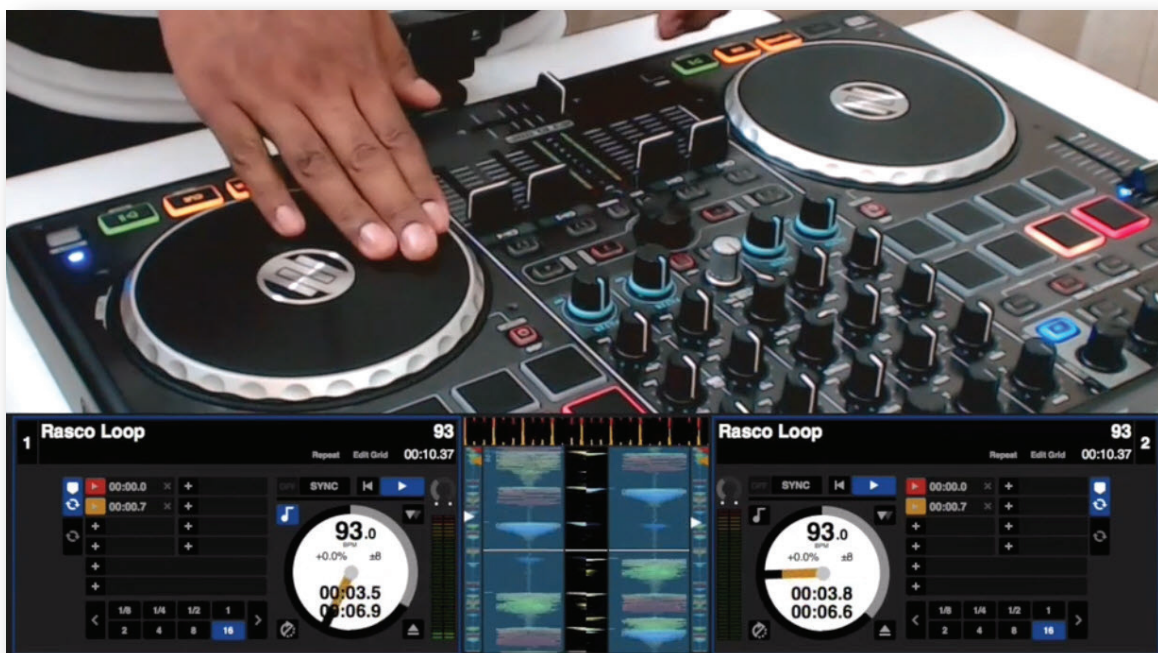 1 Rasco Loop 93
Repeat Edit Grid 00:10.37
00:00.0
00:00.7
OFF SYNC
93.0
BPM
+0.0% ±8
00:03.5
00:06.9
1/8 1/4 1/2 1
2 4 8 16
Rasco Loop 93 2
Repeat Edit Grid 00:10.37
OFF SYNC
93.0
BPM
+0.0% ±8
00:03.8
00:06.6
00:00.0
00:00.7
1/8 1/4 1/2 1
2 4 8 16